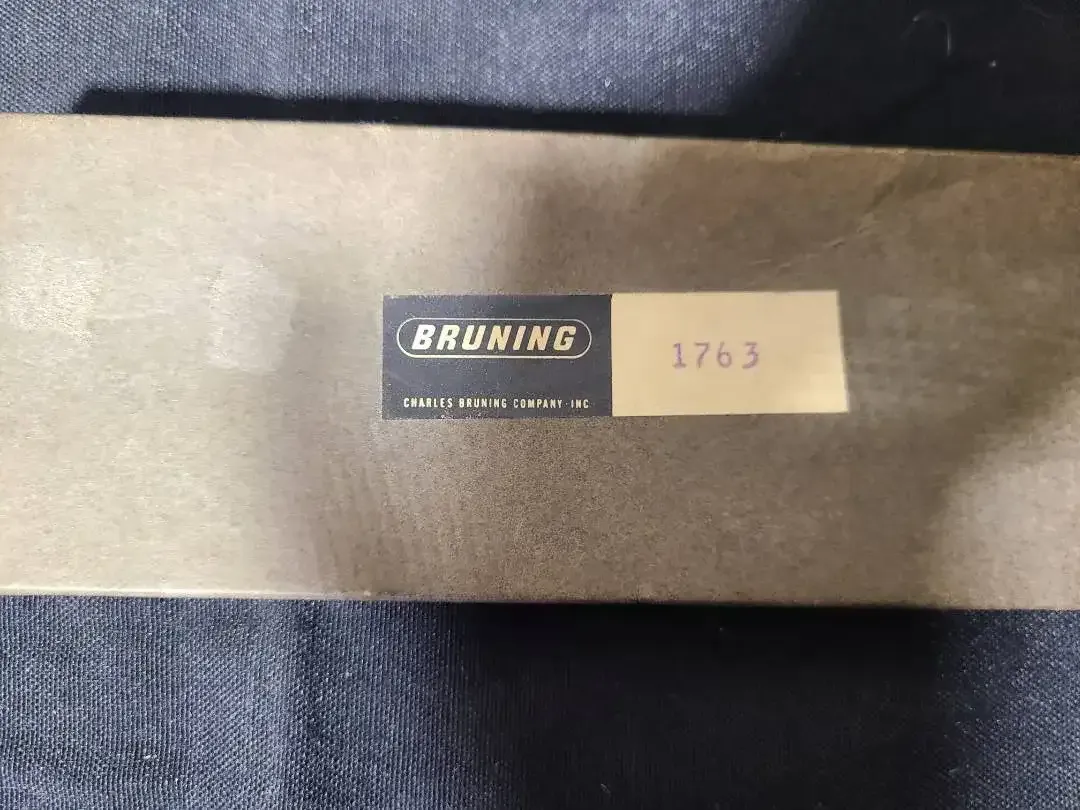 BRUNING
CHARLES BRUNING COMPANY · INC
1763